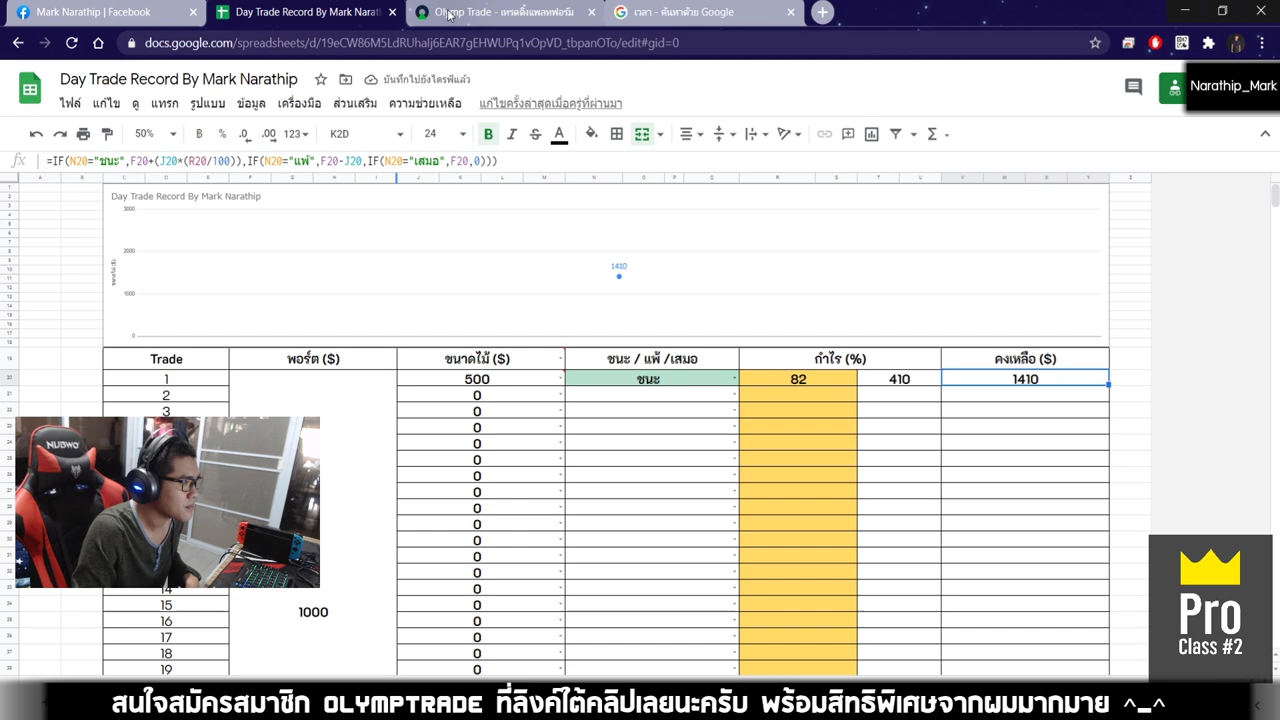 Mark Narathip | Facebook
Day Trade Record By Mark Narat
Olymp Trade - เทรดดิ้งแพลทฟอร์ม
เวลา - ค้นหาด้วย Google
docs.google.com/spreadsheets/d/19eCW86M5LdRUhaIj6EAR7gEHWUPq1vOpVD_tbpanOTo/edit#gid=0
Day Trade Record By Mark Narathip
บันทึกไปยังไดรฟ์แล้ว
Narathip_Mark
ไฟล์ แก้ไข ดู แทรก รูปแบบ ข้อมูล เครื่องมือ ส่วนเสริม ความช่วยเหลือ แก้ไขครั้งล่าสุดเมื่อครู่ที่ผ่านมา
50% % .0 .00 123 K2D 24 B I A
fx =IF(N20="ชนะ",F20+(J20*(R20/100)),IF(N20="แพ้",F20-J20,IF(N20="เสมอ",F20,0)))
Day Trade Record By Mark Narathip
3000
2000
1410
1000
0
Trade พอร์ต ($) ขนาดไม้ ($) ชนะ / แพ้ /เสมอ กำไร (%) คงเหลือ ($)
1 500 ชนะ 82 410 1410
2 0
3 0
0
0
0
0
0
0
0
0
0
0
14 0
15 0
1000
16 0
17 0
18 0
19 0
NUBWO
Pro
Class #2
สนใจสมัครสมาชิก OLYMPTRADE ที่ลิงค์ใต้คลิปเลยนะครับ พร้อมสิทธิพิเศษจากผมมากมาย ^_^